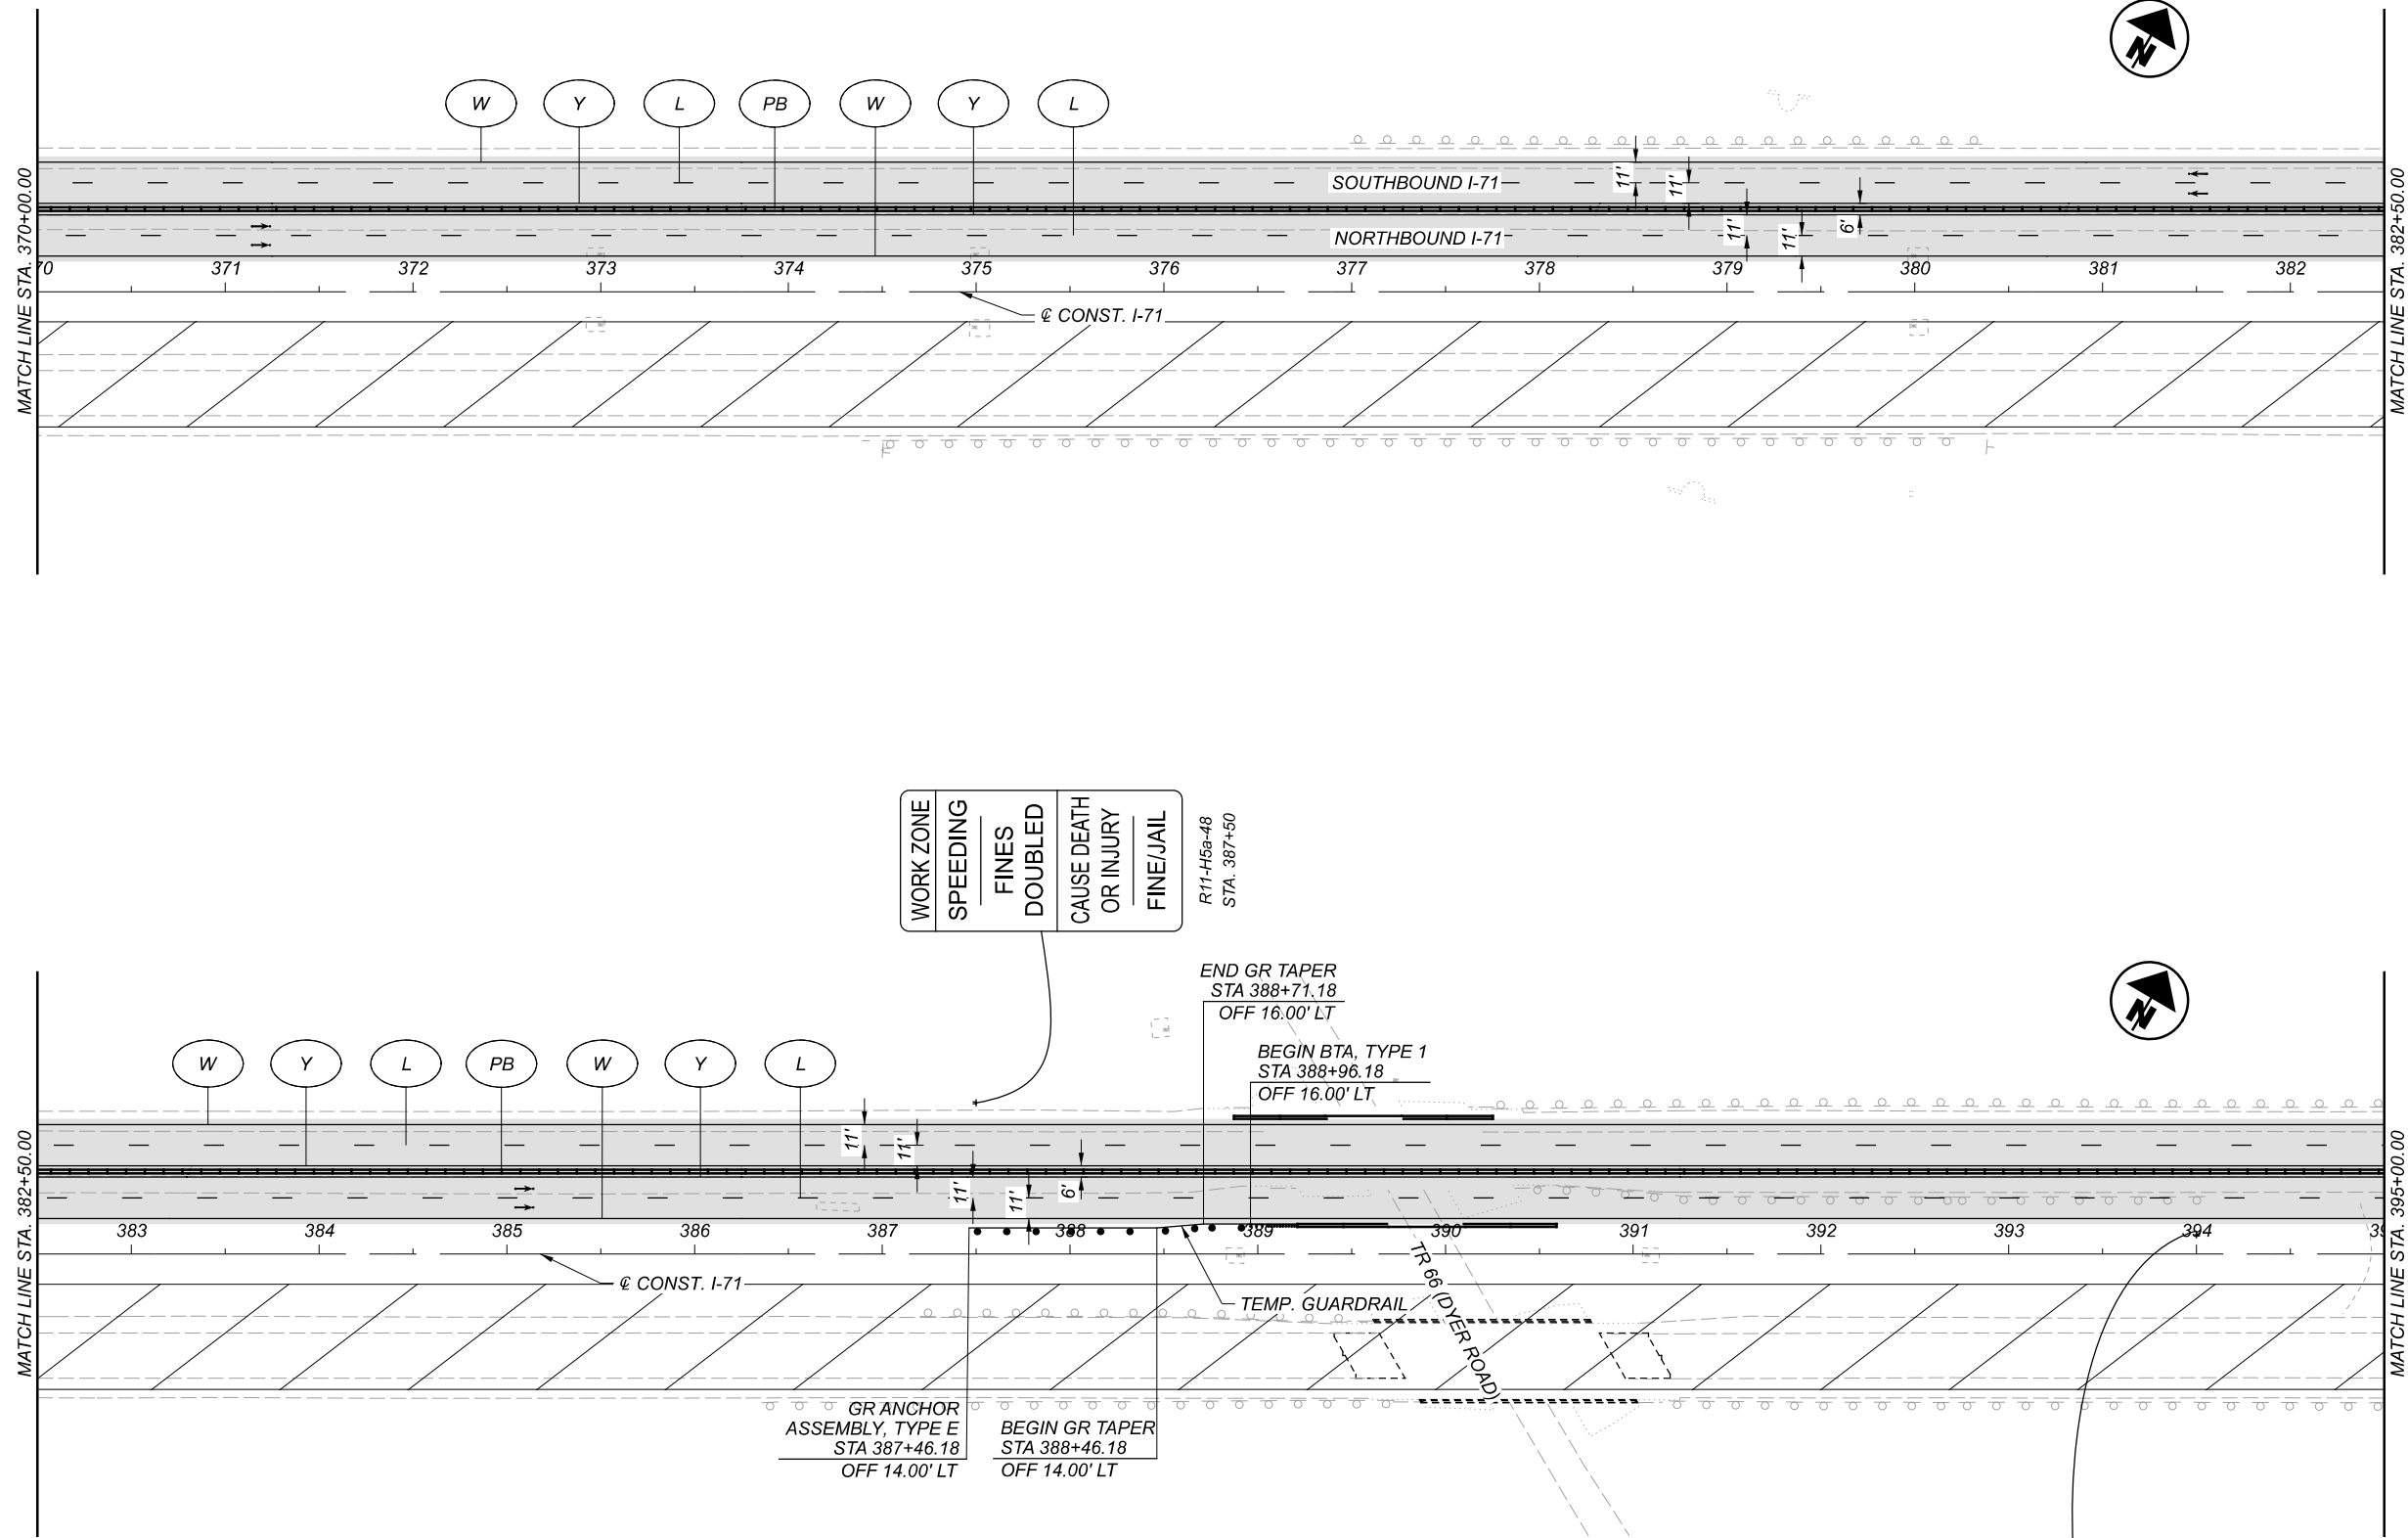 N
W Y L PB W Y L
MATCH LINE STA. 370+00.00
MATCH LINE STA. 382+50.00
SOUTHBOUND I-71
11'
11'
11'
11'
6'
NORTHBOUND I-71
70 371 372 373 374 375 376 377 378 379 380 381 382
℄ CONST. I-71
WORK ZONE
SPEEDING
FINES
DOUBLED
CAUSE DEATH
OR INJURY
FINE/JAIL
R11-H5a-48
STA. 387+50
END GR TAPER
STA 388+71.18
OFF 16.00' LT
N
BEGIN BTA, TYPE 1
STA 388+96.18
OFF 16.00' LT
W Y L PB W Y L
MATCH LINE STA. 382+50.00
MATCH LINE STA. 395+00.00
11'
11'
11'
11'
6'
383 384 385 386 387 388 389 390 391 392 393 394 39
℄ CONST. I-71
TEMP. GUARDRAIL
TR 66 (DYER ROAD)
GR ANCHOR
ASSEMBLY, TYPE E
STA 387+46.18
OFF 14.00' LT
BEGIN GR TAPER
STA 388+46.18
OFF 14.00' LT